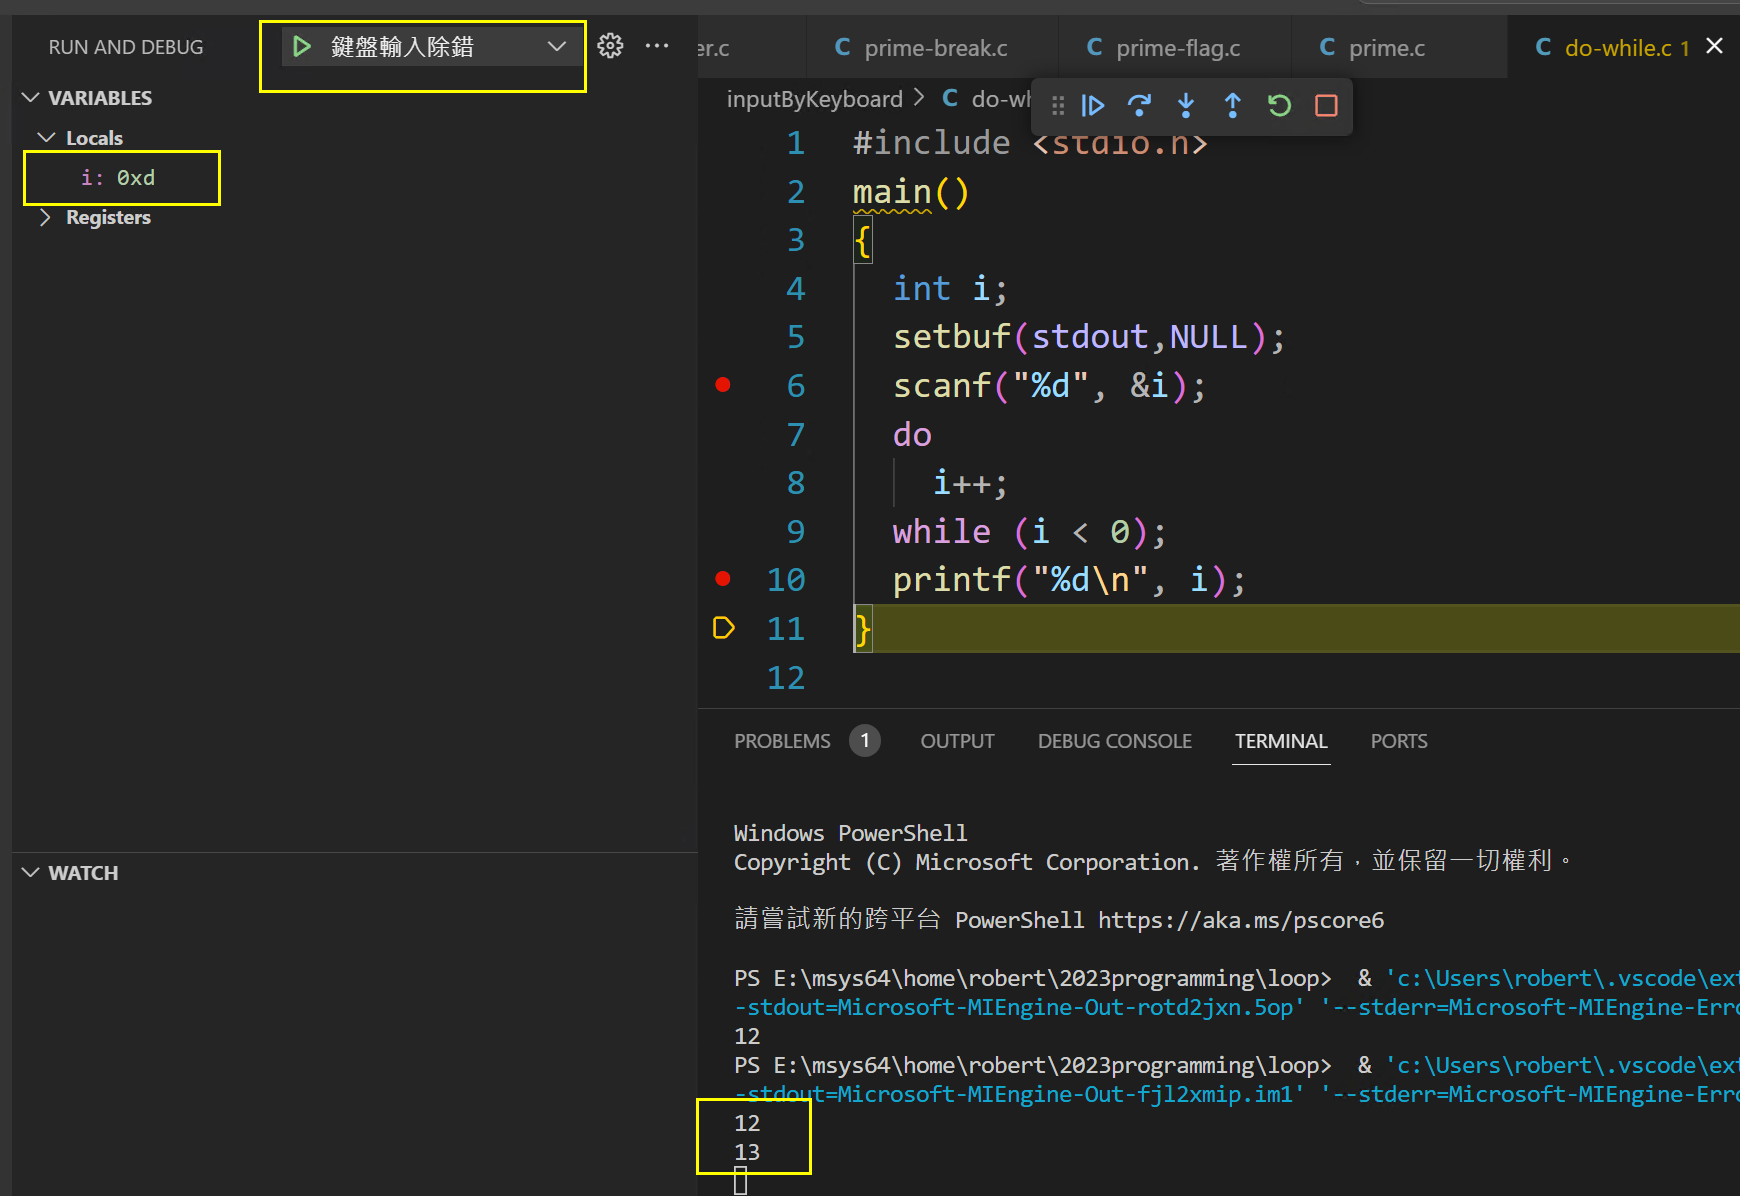 RUN AND DEBUG
鍵盤輸入除錯
er.c
C prime-break.c
C prime-flag.c
C prime.c
C do-while.c 1
VARIABLES
Locals
i: 0xd
Registers
WATCH
inputByKeyboard > C do-wh
1 #include <stdio.h>
2 main()
3 {
4 int i;
5 setbuf(stdout,NULL);
6 scanf("%d", &i);
7 do
8 i++;
9 while (i < 0);
10 printf("%d\n", i);
11 }
12
PROBLEMS 1 OUTPUT DEBUG CONSOLE TERMINAL PORTS
Windows PowerShell
Copyright (C) Microsoft Corporation. 著作權所有，並保留一切權利。
請嘗試新的跨平台 PowerShell https://aka.ms/pscore6
PS E:\msys64\home\robert\2023programming\loop> & 'c:\Users\robert\.vscode\ext
-stdout=Microsoft-MIEngine-Out-rotd2jxn.5op' '--stderr=Microsoft-MIEngine-Erro
12
PS E:\msys64\home\robert\2023programming\loop> & 'c:\Users\robert\.vscode\ext
-stdout=Microsoft-MIEngine-Out-fjl2xmip.im1' '--stderr=Microsoft-MIEngine-Erro
12
13